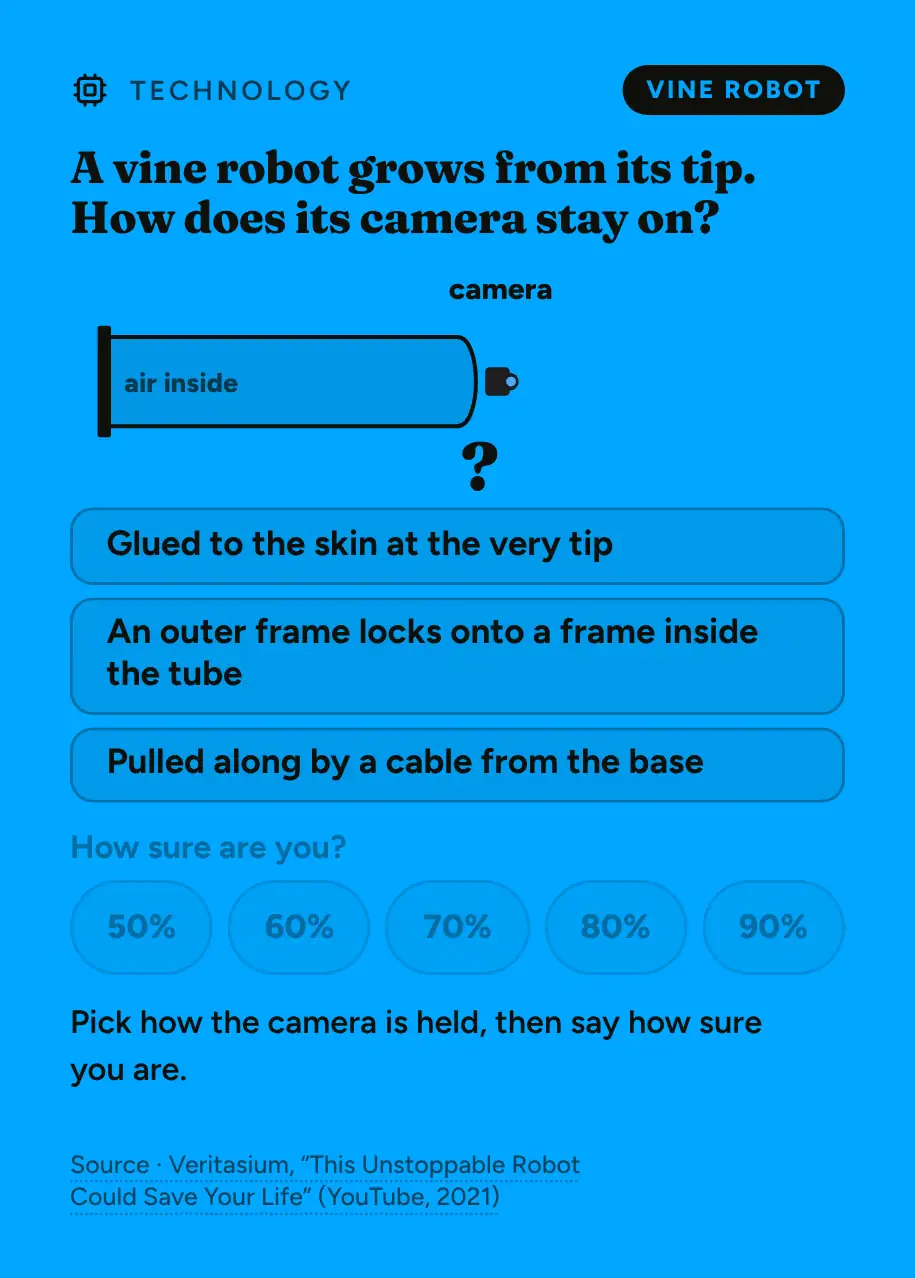 TECHNOLOGY
VINE ROBOT
A vine robot grows from its tip.
How does its camera stay on?
camera
air inside
?
Glued to the skin at the very tip
An outer frame locks onto a frame inside
the tube
Pulled along by a cable from the base
How sure are you?
50%
60%
70%
80%
90%
Pick how the camera is held, then say how sure
you are.
Source · Veritasium, “This Unstoppable Robot
Could Save Your Life” (YouTube, 2021)